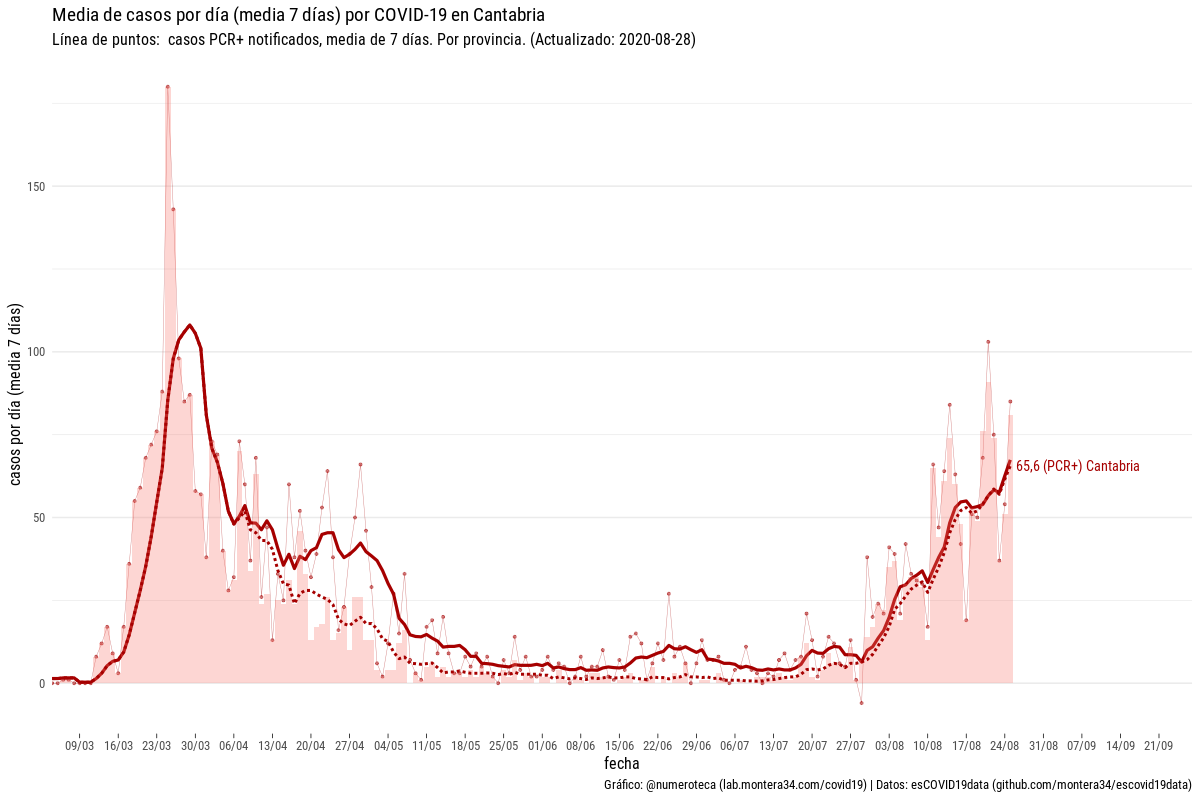 Media de casos por día (media 7 días) por COVID-19 en Cantabria
Línea de puntos:  casos PCR+ notificados, media de 7 días. Por provincia. (Actualizado: 2020-08-28)
casos por día (media 7 días)
150
100
50
0
65,6 (PCR+) Cantabria
09/03 16/03 23/03 30/03 06/04 13/04 20/04 27/04 04/05 11/05 18/05 25/05 01/06 08/06 15/06 22/06 29/06 06/07 13/07 20/07 27/07 03/08 10/08 17/08 24/08 31/08 07/09 14/09 21/09
fecha
Gráfico: @numeroteca (lab.montera34.com/covid19) | Datos: esCOVID19data (github.com/montera34/escovid19data)